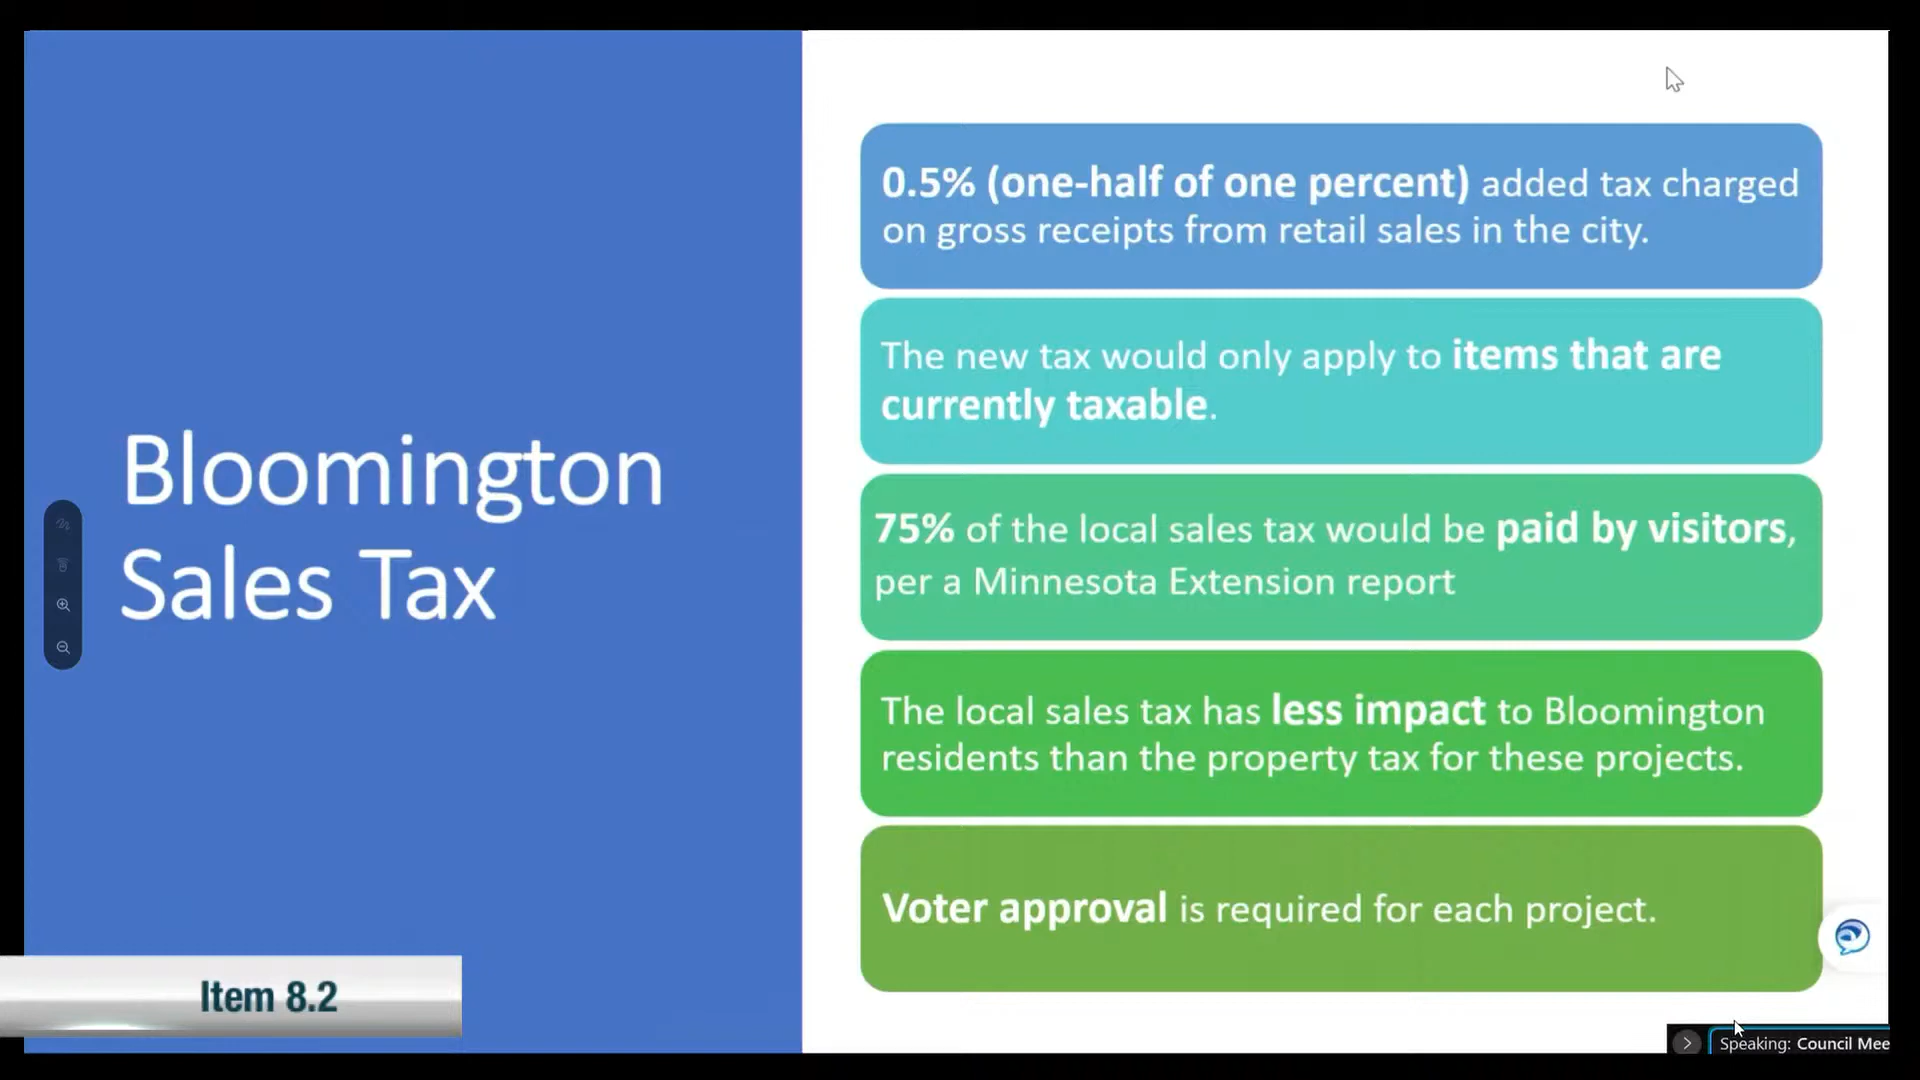 Bloomington
Sales Tax
0.5% (one-half of one percent) added tax charged
on gross receipts from retail sales in the city.
The new tax would only apply to items that are
currently taxable.
75% of the local sales tax would be paid by visitors,
per a Minnesota Extension report
The local sales tax has less impact to Bloomington
residents than the property tax for these projects.
Voter approval is required for each project.
Item 8.2
Speaking: Council Mee